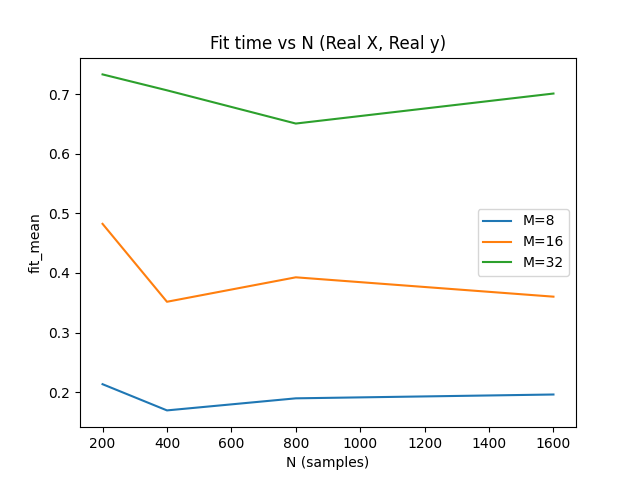 Fit time vs N (Real X, Real y)
fit_mean
0.7
0.6
0.5
0.4
0.3
0.2
M=8
M=16
M=32
200 400 600 800 1000 1200 1400 1600
N (samples)